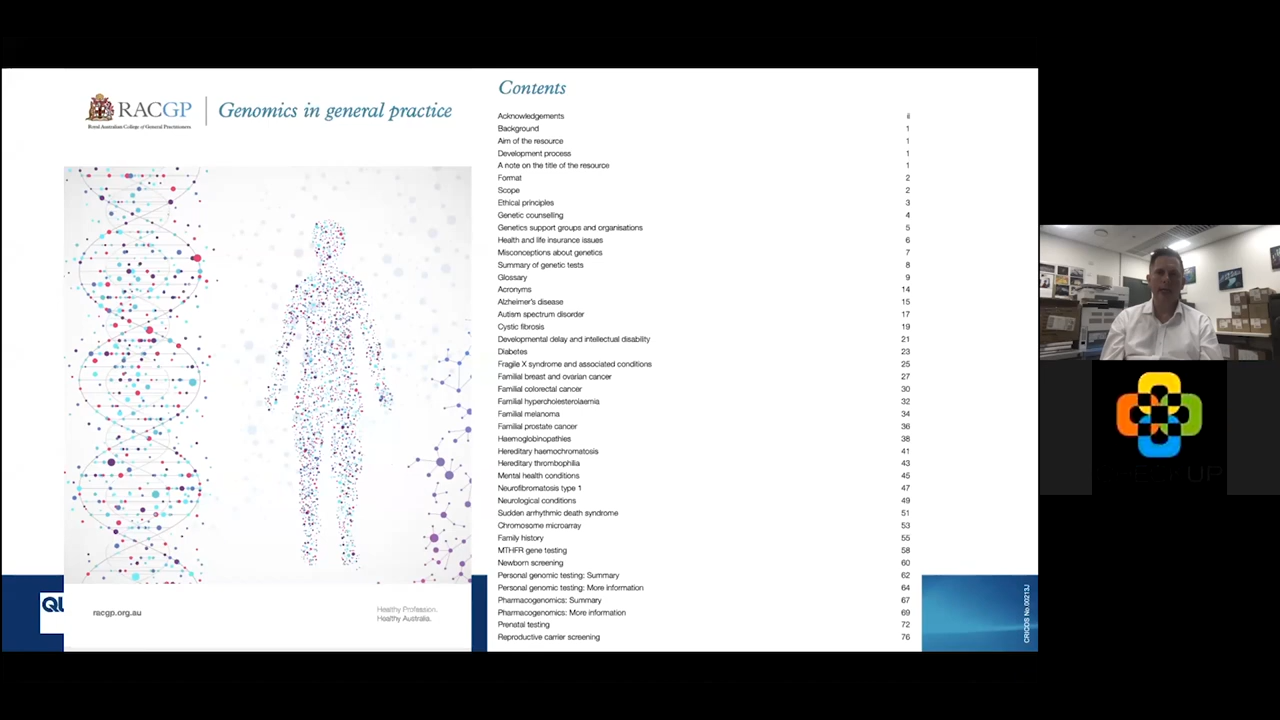 RACGP
Royal Australian College of General Practitioners
Genomics in general practice
racgp.org.au
Healthy Profession.
Healthy Australia.
QU
Contents
Acknowledgements ii
Background 1
Aim of the resource 1
Development process 1
A note on the title of the resource 1
Format 2
Scope 2
Ethical principles 3
Genetic counselling 4
Genetics support groups and organisations 5
Health and life insurance issues 6
Misconceptions about genetics 7
Summary of genetic tests 8
Glossary 9
Acronyms 14
Alzheimer's disease 15
Autism spectrum disorder 17
Cystic fibrosis 19
Developmental delay and intellectual disability 21
Diabetes 23
Fragile X syndrome and associated conditions 25
Familial breast and ovarian cancer 27
Familial colorectal cancer 30
Familial hypercholesterolaemia 32
Familial melanoma 34
Familial prostate cancer 36
Haemoglobinopathies 38
Hereditary haemochromatosis 41
Hereditary thrombophilia 43
Mental health conditions 45
Neurofibromatosis type 1 47
Neurological conditions 49
Sudden arrhythmic death syndrome 51
Chromosome microarray 53
Family history 55
MTHFR gene testing 58
Newborn screening 60
Personal genomic testing: Summary 62
Personal genomic testing: More information 64
Pharmacogenomics: Summary 67
Pharmacogenomics: More information 69
Prenatal testing 72
Reproductive carrier screening 76
CRICOS No.00213J
UP